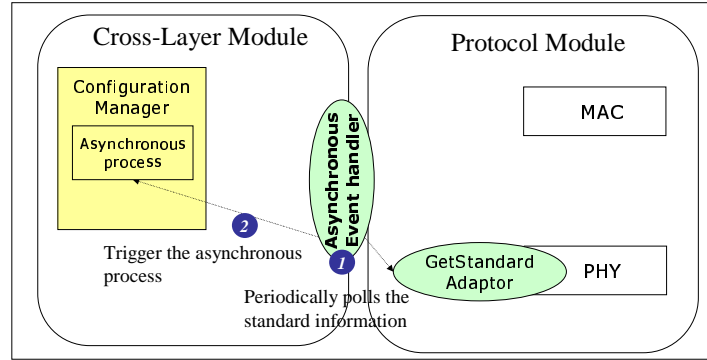 Cross-Layer Module
Protocol Module
Configuration
Manager
Asynchronous
process
Asynchronous
Event handler
MAC
2
Trigger the asynchronous
process
1
Periodically polls the
standard information
GetStandard
Adaptor
PHY